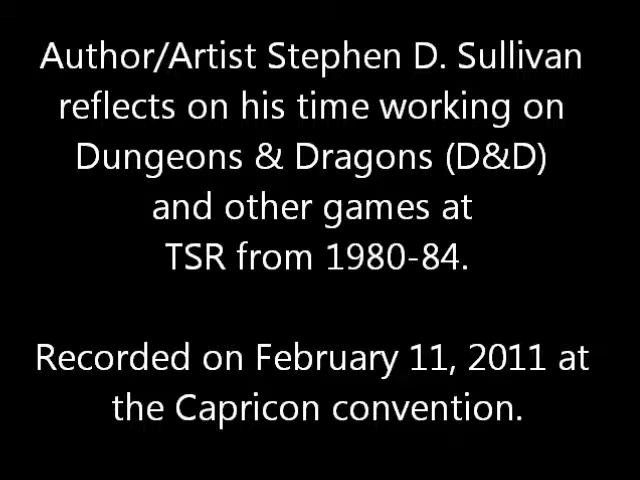 Author/Artist Stephen D. Sullivan
reflects on his time working on
Dungeons & Dragons (D&D)
and other games at
TSR from 1980-84.
Recorded on February 11, 2011 at
the Capricon convention.